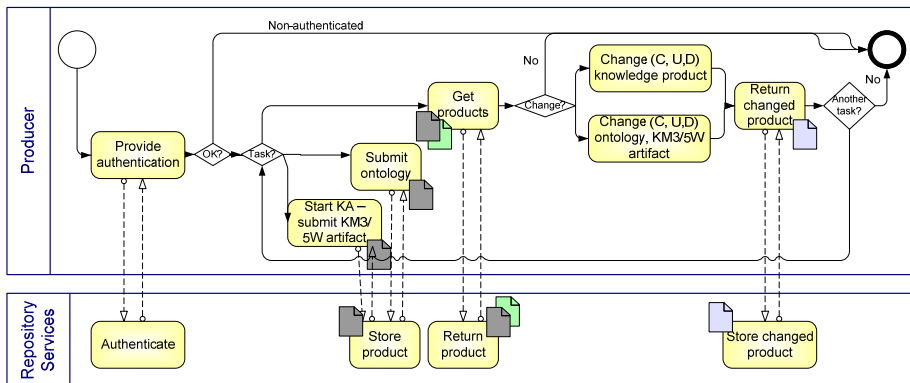 Producer
Non-authenticated
Provide
authentication
OK?
Task?
Get
products
Submit
ontology
Start KA –
submit KM3/
5W artifact
Change?
No
Change (C, U,D)
knowledge product
Change (C, U,D)
ontology, KM3/5W
artifact
Return
changed
product
Another
task?
No
Repository
Services
Authenticate
Store
product
Return
product
Store changed
product